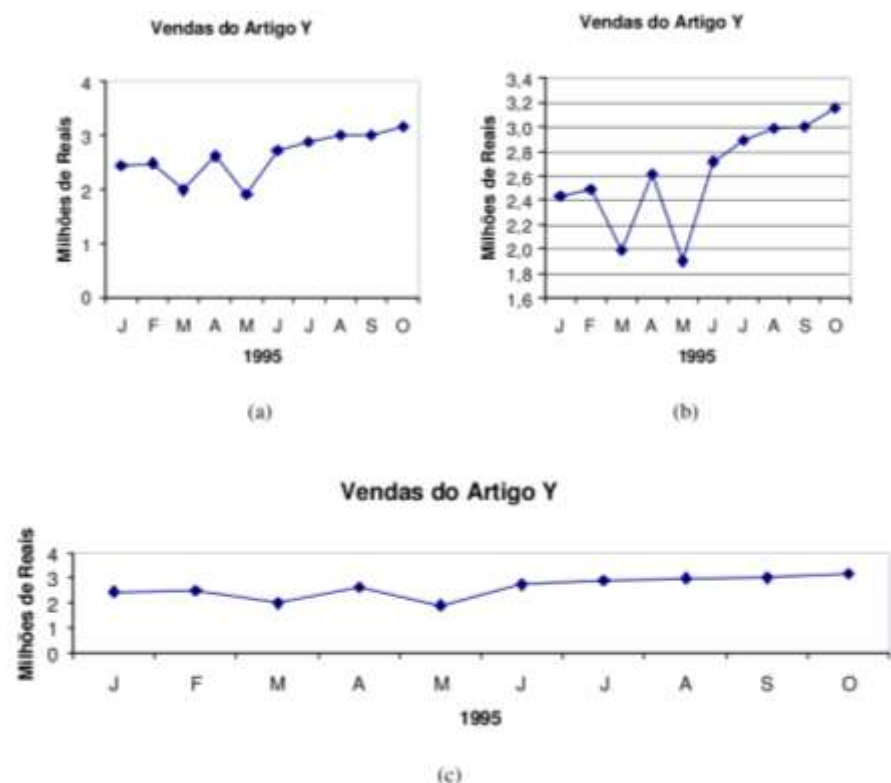 Vendas do Artigo Y
Milhões de Reais
4
3
2
1
0
J F M A M J J A S O
1995
(a)
Vendas do Artigo Y
Milhões de Reais
3,4
3,2
3,0
2,8
2,6
2,4
2,2
2,0
1,8
1,6
J F M A M J J A S O
1995
(b)
Vendas do Artigo Y
Milhões de Reais
4
3
2
1
0
J F M A M J J A S O
1995
(c)